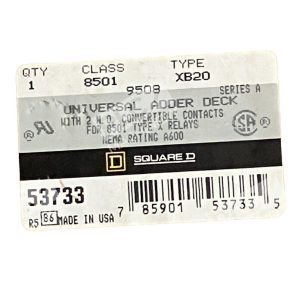 QTY CLASS TYPE
1 8501 XB20
9508 SERIES A
UNIVERSAL ADDER DECK
WITH 2 N.O. CONVERTIBLE CONTACTS
FOR 8501 TYPE X RELAYS
NEMA RATING A600
SQUARE D
53733
R5 86 MADE IN USA
7 85901 53733 5